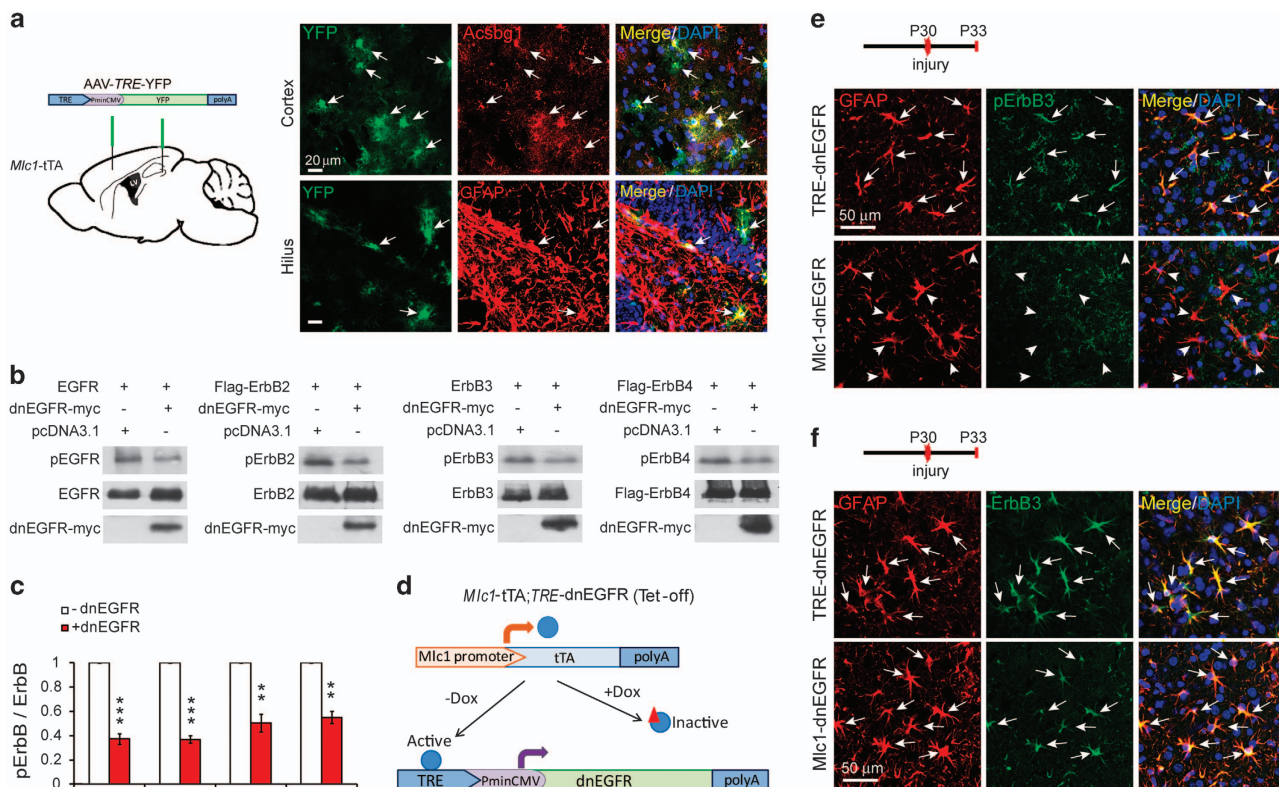 a
AAV-TRE-YFP
TRE PminCMV YFP polyA
Mlc1-tTA
LV
Cortex
YFP Acsbg1 Merge/DAPI
20 μm
Hilus
YFP GFAP Merge/DAPI
b
EGFR + +
dnEGFR-myc - +
pcDNA3.1 + -
pEGFR
EGFR
dnEGFR-myc
Flag-ErbB2 + +
dnEGFR-myc - +
pcDNA3.1 + -
pErbB2
ErbB2
dnEGFR-myc
ErbB3 + +
dnEGFR-myc - +
pcDNA3.1 + -
pErbB3
ErbB3
dnEGFR-myc
Flag-ErbB4 + +
dnEGFR-myc - +
pcDNA3.1 + -
pErbB4
Flag-ErbB4
dnEGFR-myc
c
- dnEGFR
+dnEGFR
pErbB / ErbB
1
0.8
0.6
0.4
0.2
0
*** *** ** **
d
Mlc1-tTA;TRE-dnEGFR (Tet-off)
Mlc1 promoter tTA polyA
-Dox +Dox
Inactive
Active
TRE PminCMV dnEGFR polyA
e
P30 P33
injury
TRE-dnEGFR
GFAP pErbB3 Merge/DAPI
50 μm
Mlc1-dnEGFR
f
P30 P33
injury
TRE-dnEGFR
GFAP ErbB3 Merge/DAPI
Mlc1-dnEGFR
50 μm